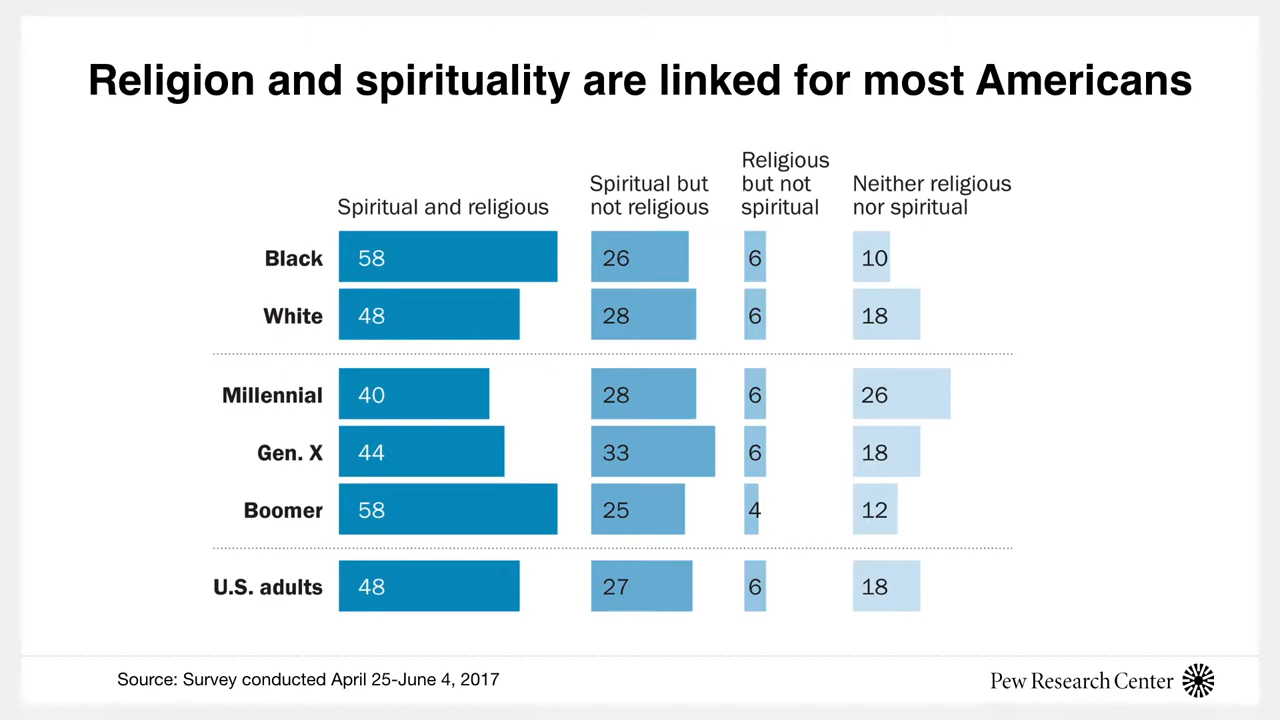 Religion and spirituality are linked for most Americans
Spiritual and religious
Spiritual but
not religious
Religious
but not
spiritual
Neither religious
nor spiritual
Black 58 26 6 10
White 48 28 6 18
Millennial 40 28 6 26
Gen. X 44 33 6 18
Boomer 58 25 4 12
U.S. adults 48 27 6 18
Source: Survey conducted April 25-June 4, 2017
Pew Research Center